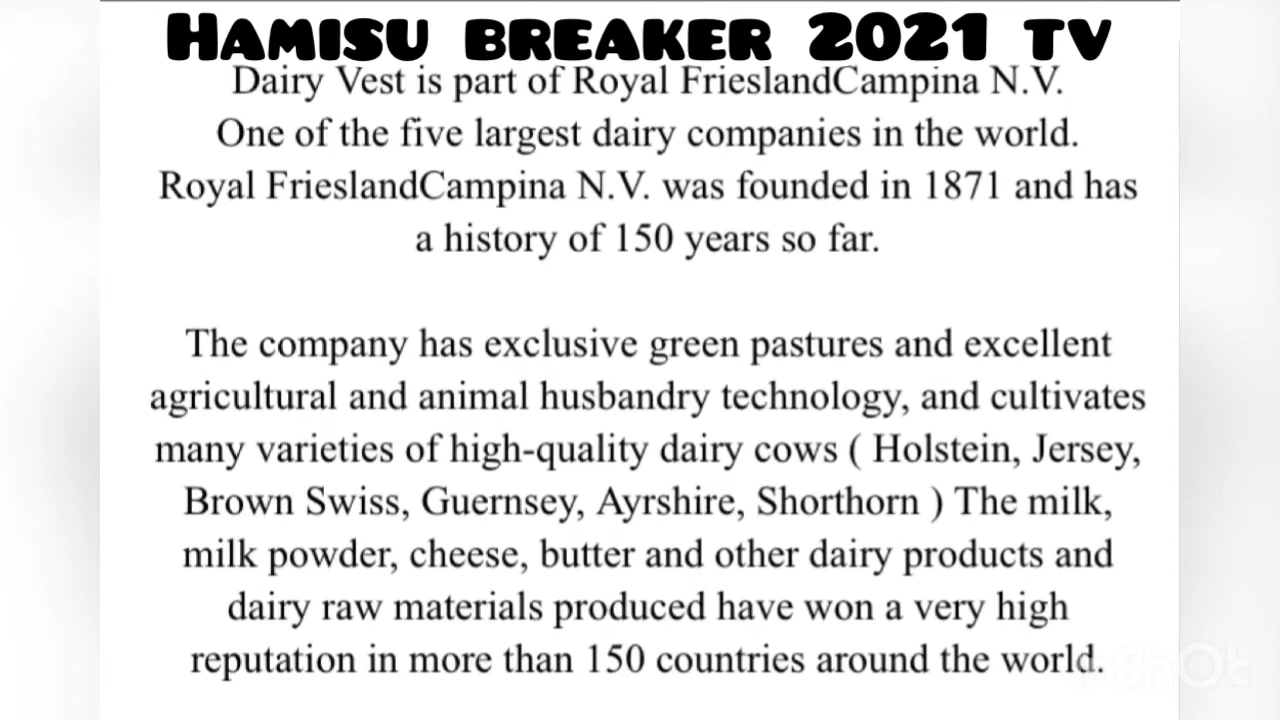 HAMISU BREAKER 2021 TV
Dairy Vest is part of Royal FrieslandCampina N.V.
One of the five largest dairy companies in the world.
Royal FrieslandCampina N.V. was founded in 1871 and has
a history of 150 years so far.
The company has exclusive green pastures and excellent
agricultural and animal husbandry technology, and cultivates
many varieties of high-quality dairy cows ( Holstein, Jersey,
Brown Swiss, Guernsey, Ayrshire, Shorthorn ) The milk,
milk powder, cheese, butter and other dairy products and
dairy raw materials produced have won a very high
reputation in more than 150 countries around the world.